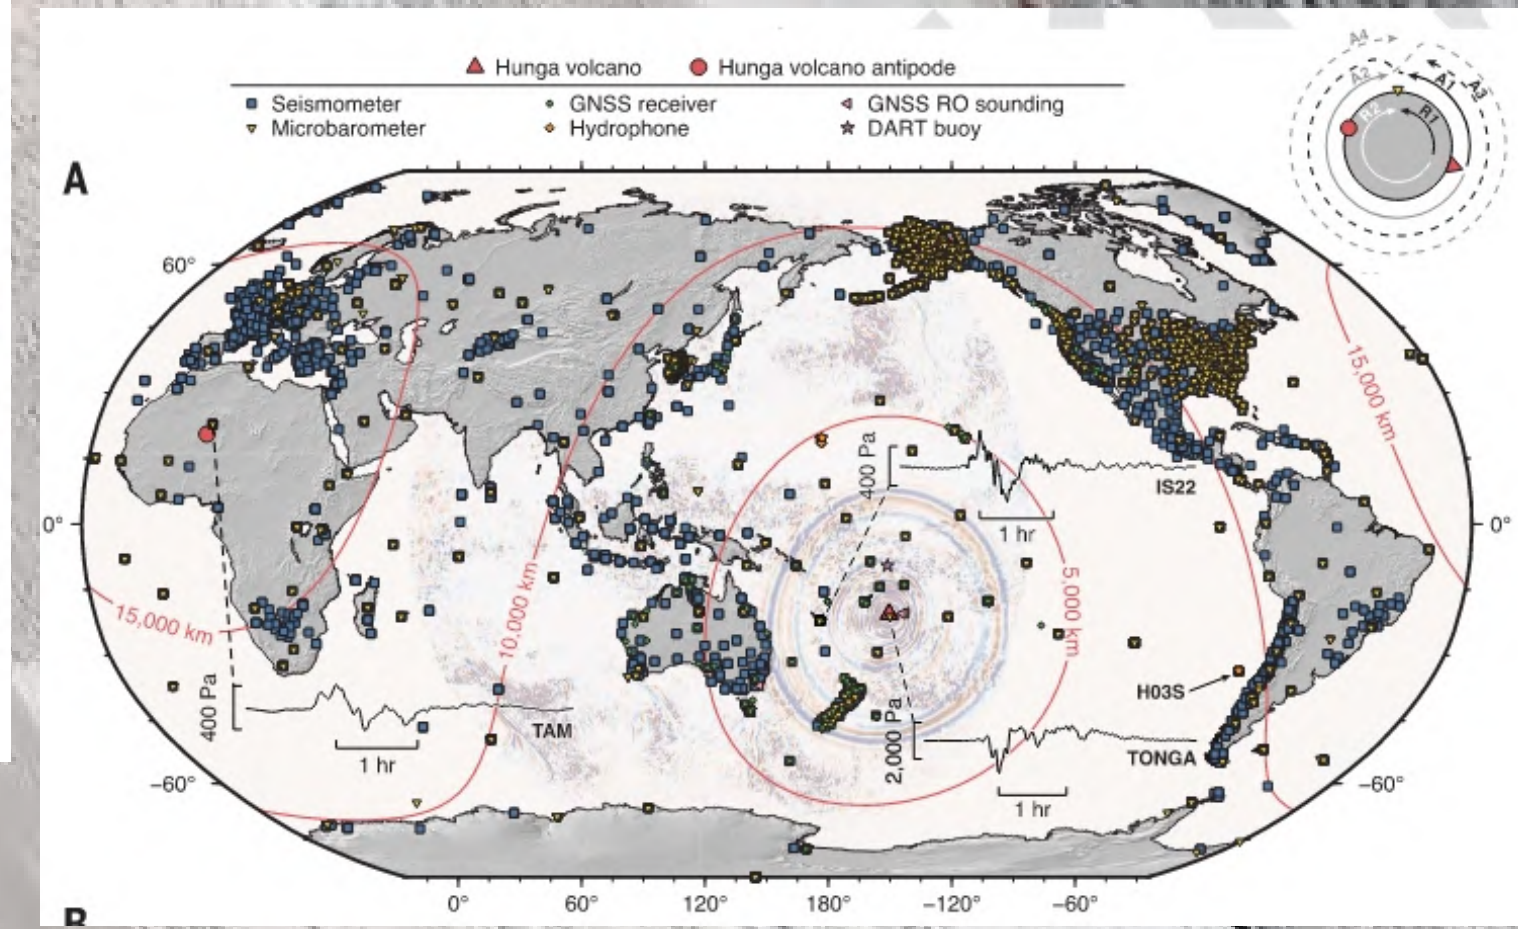 Hunga volcano Hunga volcano antipode
Seismometer GNSS receiver GNSS RO sounding
Microbarometer Hydrophone DART buoy
A4
A2 A1 A3
R2 R1
A
60°
15,000 km
400 Pa
IS22
1 hr
0° 0°
10,000 km
5,000 km
15,000 km
H03S
400 Pa
TAM
1 hr
2,000 Pa
TONGA
1 hr
−60° −60°
0° 60° 120° 180° −120° −60°
B